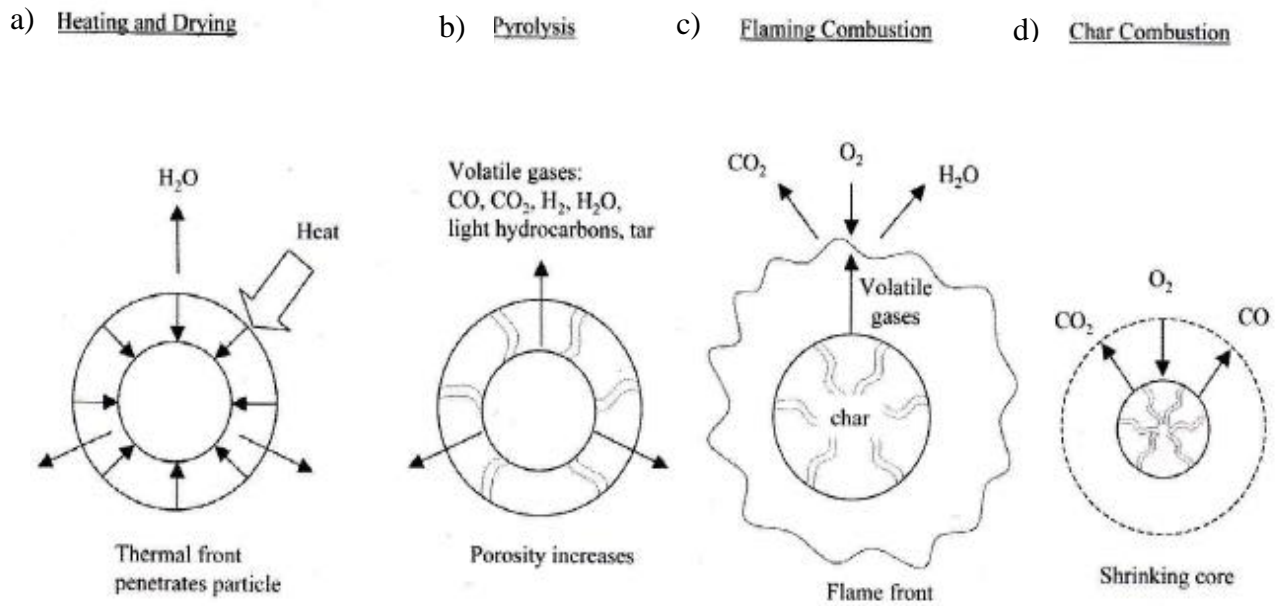 a) Heating and Drying
b) Pyrolysis
c) Flaming Combustion
d) Char Combustion
H₂O
Heat
Thermal front
penetrates particle
Volatile gases:
CO, CO₂, H₂, H₂O,
light hydrocarbons, tar
Porosity increases
CO₂
O₂
H₂O
Volatile
gases
char
Flame front
O₂
CO₂
CO
Shrinking core